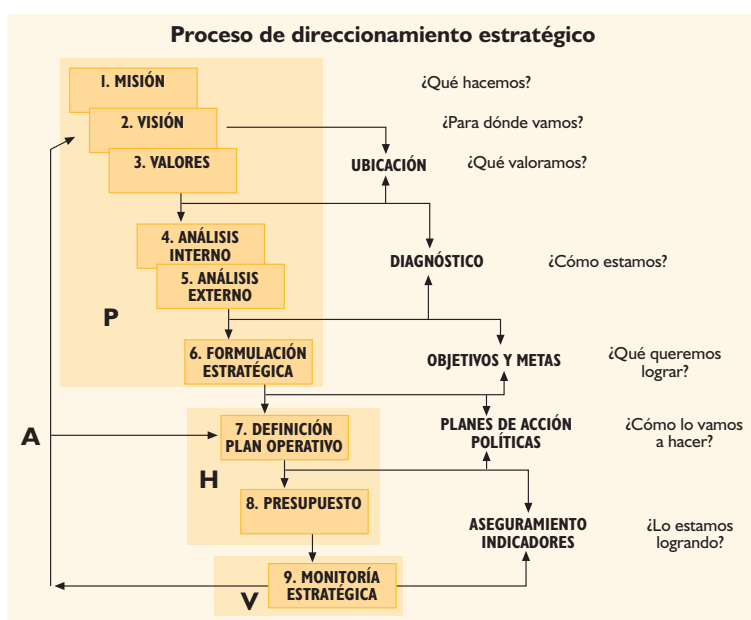 Proceso de direccionamiento estratégico
1. MISIÓN
¿Qué hacemos?
2. VISIÓN
¿Para dónde vamos?
3. VALORES
UBICACIÓN
¿Qué valoramos?
4. ANÁLISIS
INTERNO
DIAGNÓSTICO
¿Cómo estamos?
5. ANÁLISIS
EXTERNO
P
6. FORMULACIÓN
ESTRATÉGICA
OBJETIVOS Y METAS
¿Qué queremos
lograr?
A
7. DEFINICIÓN
PLAN OPERATIVO
PLANES DE ACCIÓN
POLÍTICAS
¿Cómo lo vamos
a hacer?
H
8. PRESUPUESTO
ASEGURAMIENTO
INDICADORES
¿Lo estamos
logrando?
9. MONITORÍA
ESTRATÉGICA
V